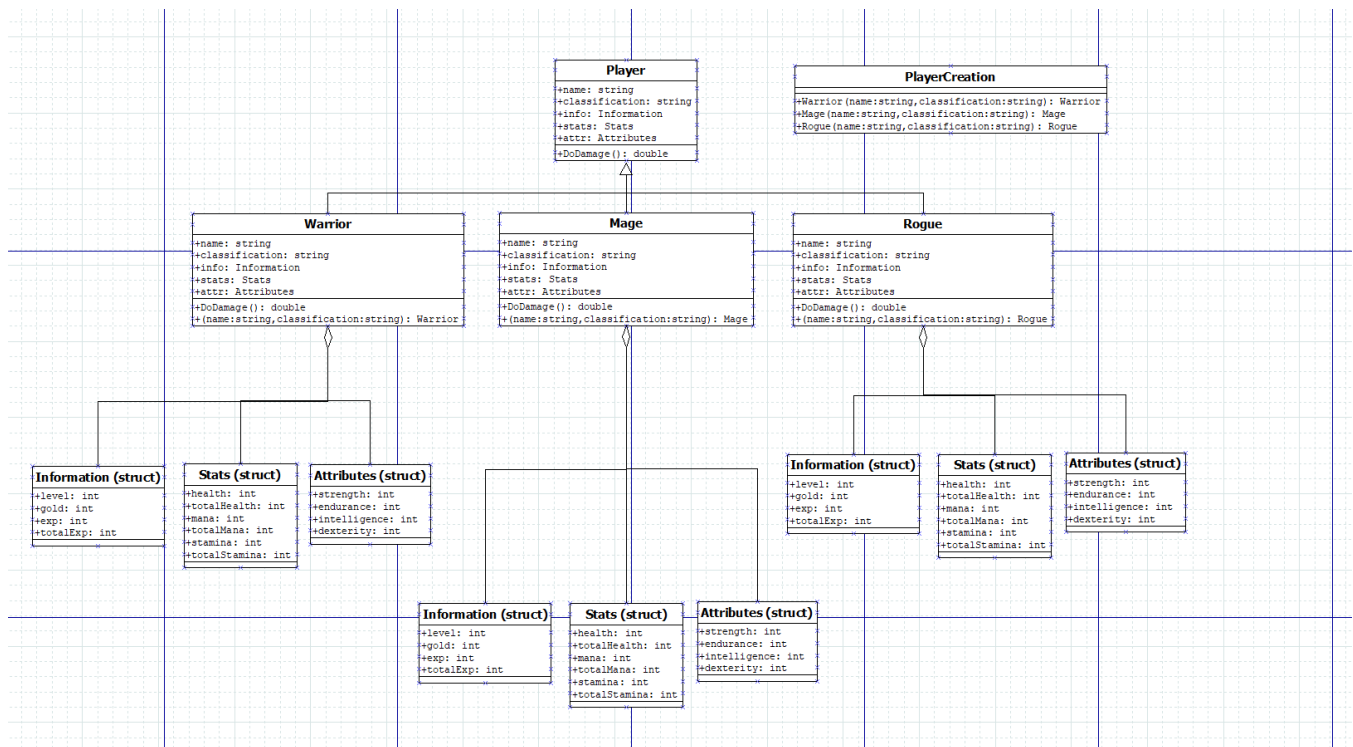 Player
+name: string
+classification: string
+info: Information
+stats: Stats
+attr: Attributes
+DoDamage(): double
PlayerCreation
+Warrior(name:string,classification:string): Warrior
+Mage(name:string,classification:string): Mage
+Rogue(name:string,classification:string): Rogue
Warrior
+name: string
+classification: string
+info: Information
+stats: Stats
+attr: Attributes
+DoDamage(): double
+(name:string,classification:string): Warrior
Mage
+name: string
+classification: string
+info: Information
+stats: Stats
+attr: Attributes
+DoDamage(): double
+(name:string,classification:string): Mage
Rogue
+name: string
+classification: string
+info: Information
+stats: Stats
+attr: Attributes
+DoDamage(): double
+(name:string,classification:string): Rogue
Information (struct)
+level: int
+gold: int
+exp: int
+totalExp: int
Stats (struct)
+health: int
+totalHealth: int
+mana: int
+totalMana: int
+stamina: int
+totalStamina: int
Attributes (struct)
+strength: int
+endurance: int
+intelligence: int
+dexterity: int
Information (struct)
+level: int
+gold: int
+exp: int
+totalExp: int
Stats (struct)
+health: int
+totalHealth: int
+mana: int
+totalMana: int
+stamina: int
+totalStamina: int
Attributes (struct)
+strength: int
+endurance: int
+intelligence: int
+dexterity: int
Information (struct)
+level: int
+gold: int
+exp: int
+totalExp: int
Stats (struct)
+health: int
+totalHealth: int
+mana: int
+totalMana: int
+stamina: int
+totalStamina: int
Attributes (struct)
+strength: int
+endurance: int
+intelligence: int
+dexterity: int